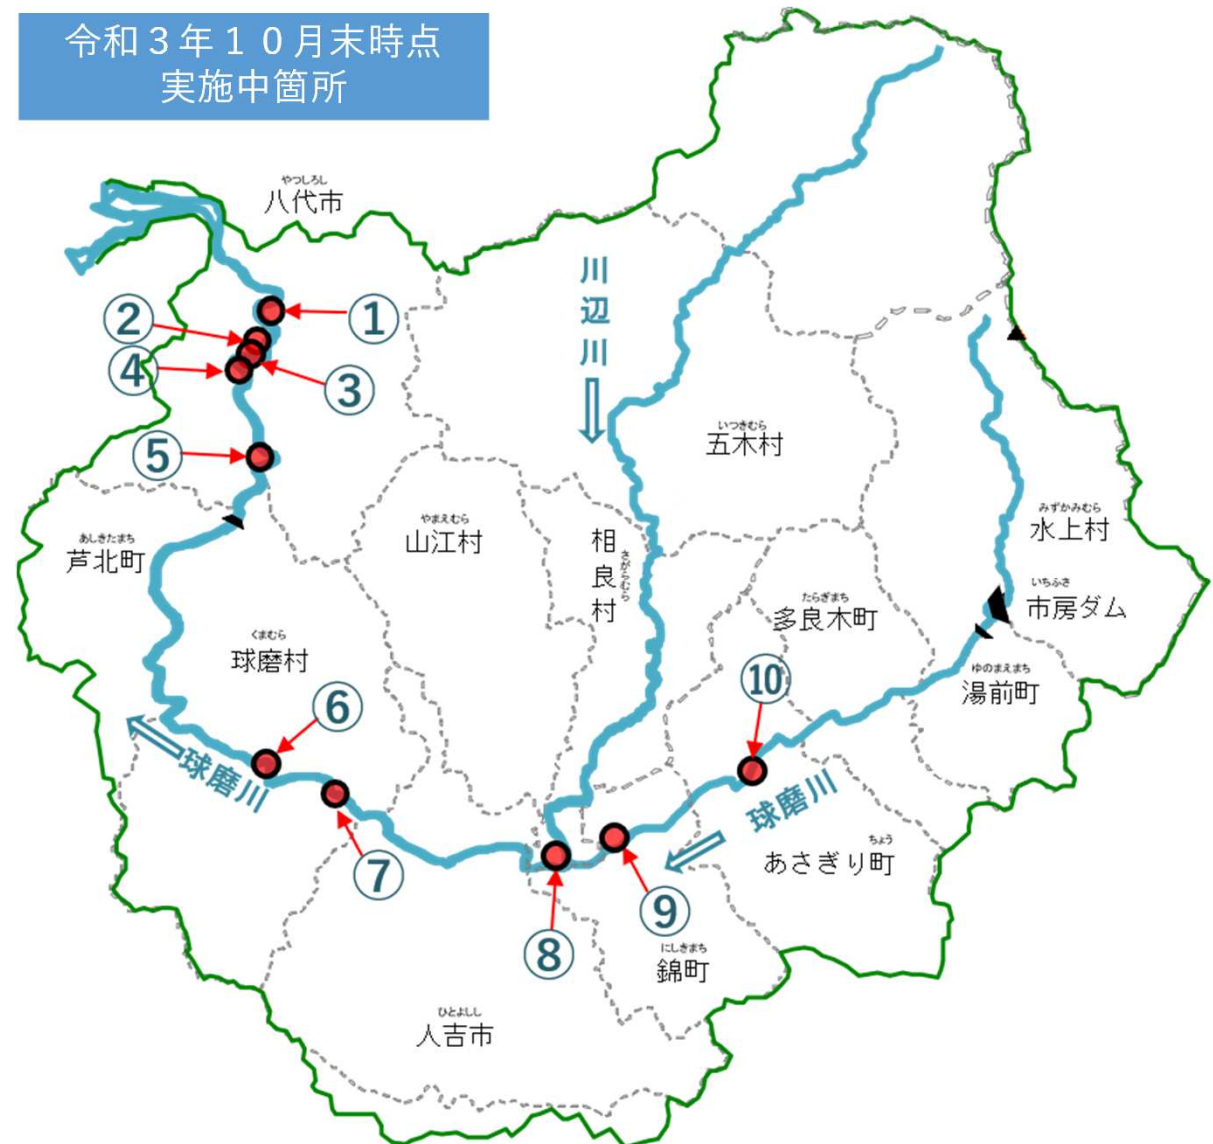 令和３年１０月末時点
実施中箇所
やつしろし
八代市
①
②
③
④
⑤
川辺川
いつきむら
五木村
みずかみむら
水上村
いちふさ
市房ダム
あしきたまち
芦北町
やまえむら
山江村
相良村
さがらむら
たらぎまち
多良木町
ゆのまえまち
湯前町
くまむら
球磨村
⑥
⑩
球磨川
⑦
球磨川
ちょう
あさぎり町
⑧
⑨
にしきまち
錦町
ひとよしし
人吉市